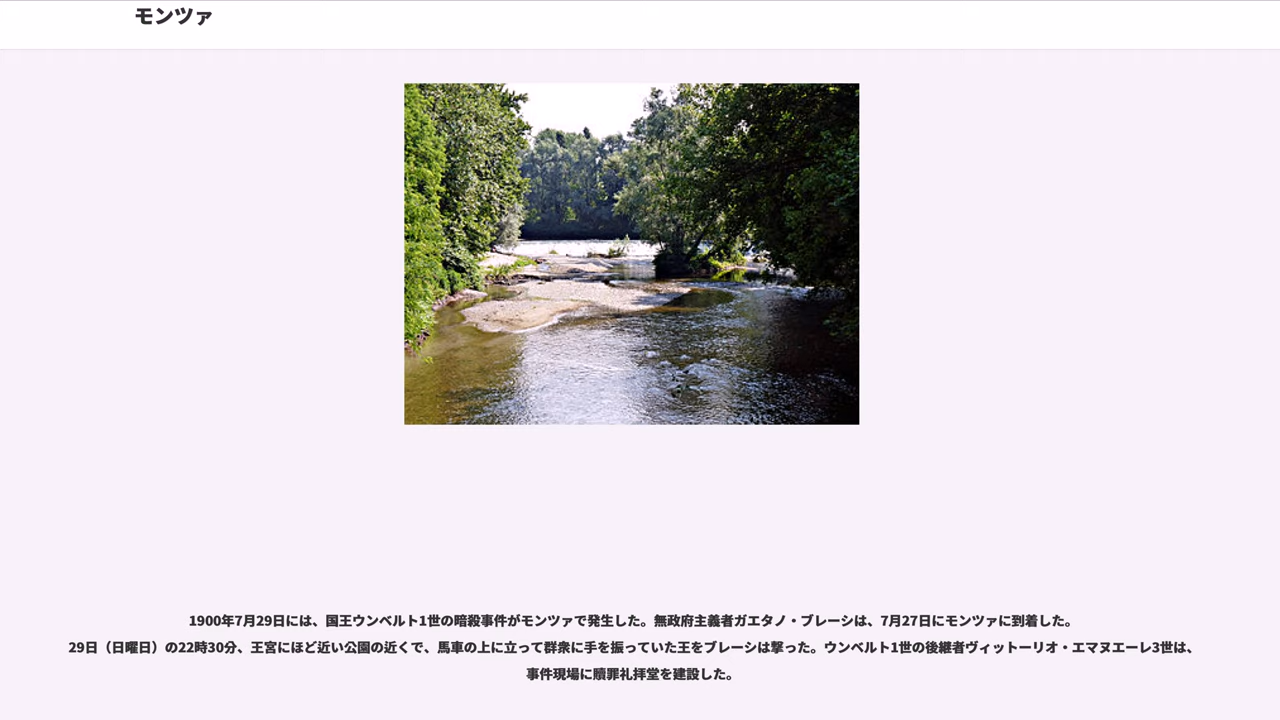 モンツァ
1900年7月29日には、国王ウンベルト1世の暗殺事件がモンツァで発生した。無政府主義者ガエタノ・ブレーシは、7月27日にモンツァに到着した。
29日（日曜日）の22時30分、王宮にほど近い公園の近くで、馬車の上に立って群衆に手を振っていた王をブレーシは撃った。ウンベルト1世の後継者ヴィットーリオ・エマヌエーレ3世は、
事件現場に贖罪礼拝堂を建設した。